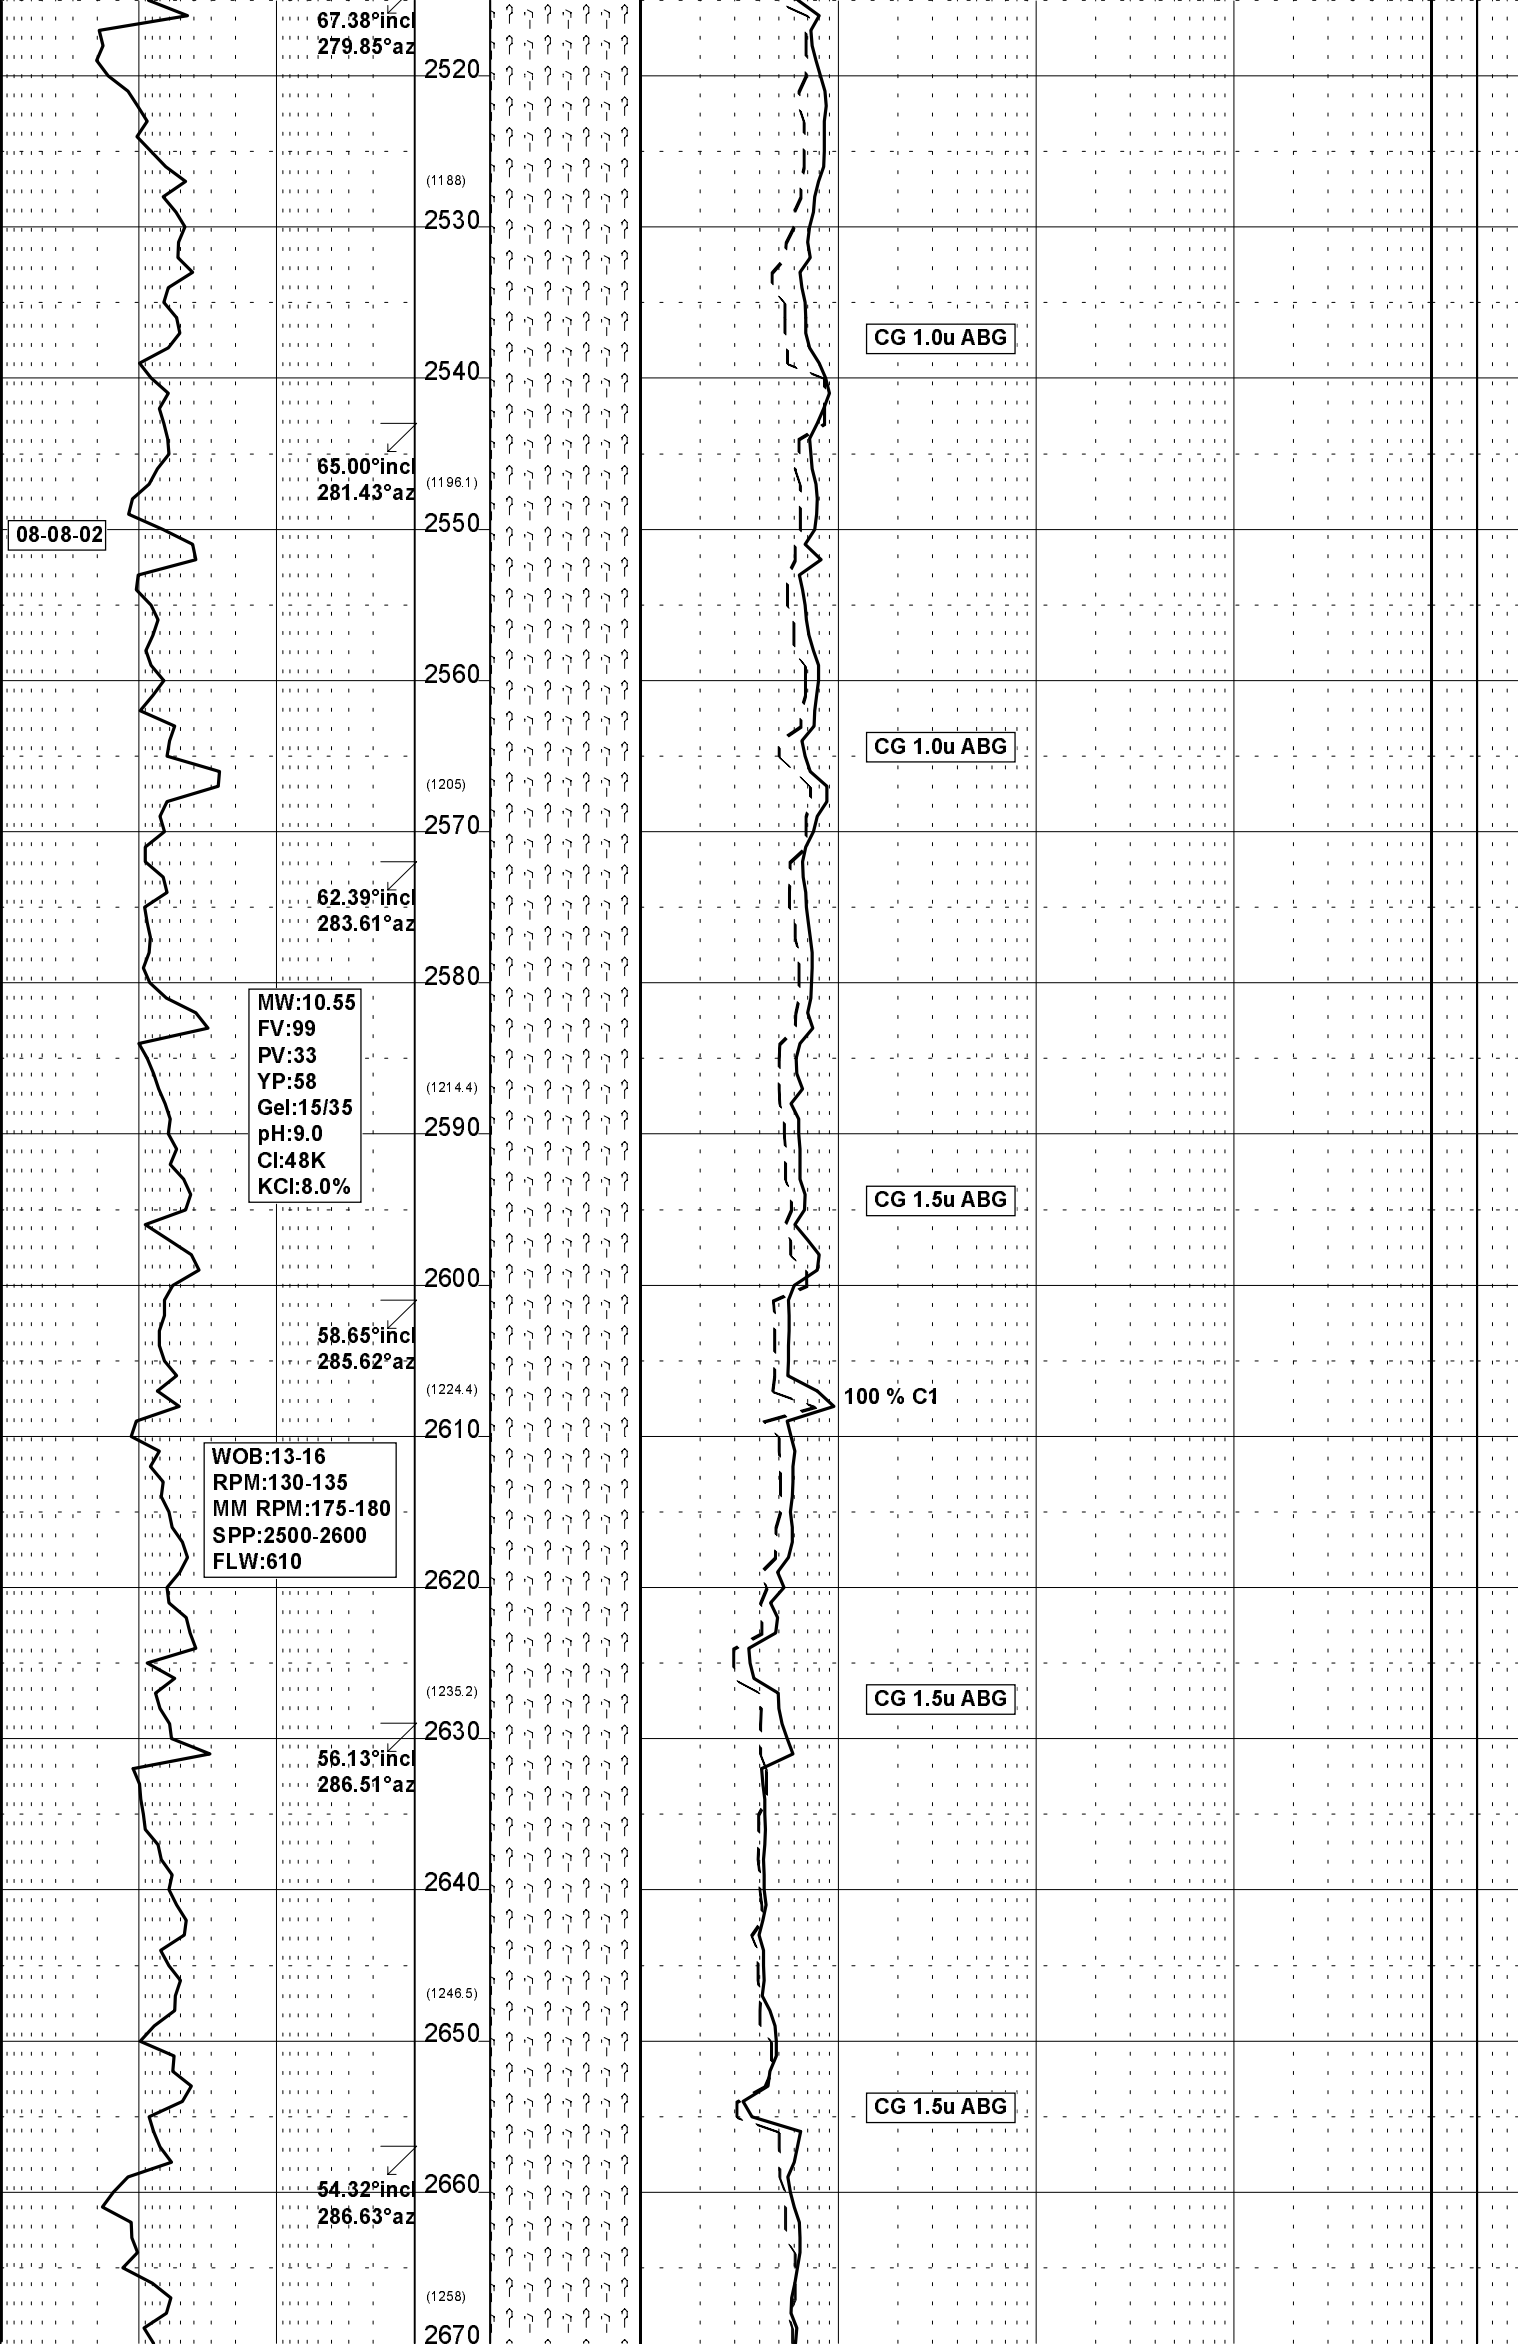 67.38°incl
279.85°az
2520
(1188)
2530
CG 1.0u ABG
2540
65.00°incl
281.43°az
(1196.1)
2550
08-08-02
2560
CG 1.0u ABG
(1205)
2570
62.39°incl
283.61°az
2580
MW:10.55
FV:99
PV:33
YP:58
Gel:15/35
pH:9.0
Cl:48K
KCl:8.0%
(1214.4)
2590
CG 1.5u ABG
2600
58.65°incl
285.62°az
(1224.4)
100 % C1
2610
WOB:13-16
RPM:130-135
MM RPM:175-180
SPP:2500-2600
FLW:610
2620
(1235.2)
CG 1.5u ABG
2630
56.13°incl
286.51°az
2640
(1246.5)
2650
CG 1.5u ABG
2660
54.32°incl
286.63°az
(1258)
2670